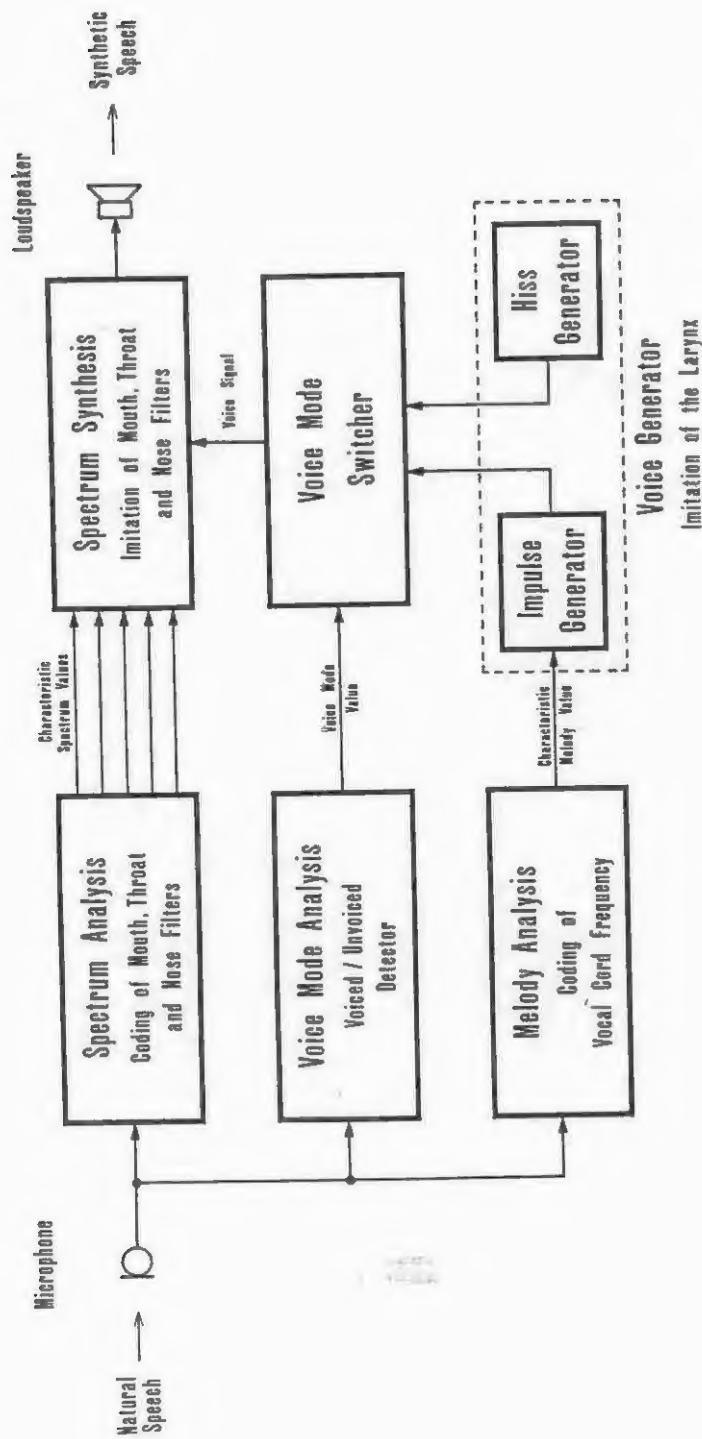 Natural
Speech
Microphone
Spectrum Analysis
Coding of Mouth, Throat
and Nose Filters
Characteristic
Spectrum Values
Spectrum Synthesis
Imitation of Mouth, Throat
and Nose Filters
Loudspeaker
Synthetic
Speech
Voice Mode Analysis
Voiced / Unvoiced
Detector
Voice Mode
Value
Voice Mode
Switcher
Voice Signal
Melody Analysis
Coding of
Vocal Cord Frequency
Characteristic
Melody Value
Impulse
Generator
Hiss
Generator
Voice Generator
Imitation of the Larynx